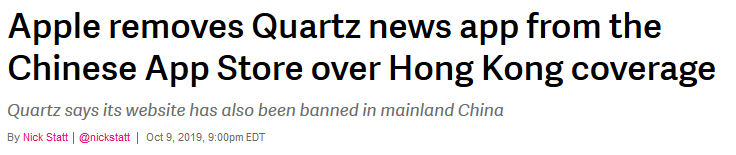 Apple removes Quartz news app from the
Chinese App Store over Hong Kong coverage
Quartz says its website has also been banned in mainland China
By Nick Statt | @nickstatt | Oct 9, 2019, 9:00pm EDT